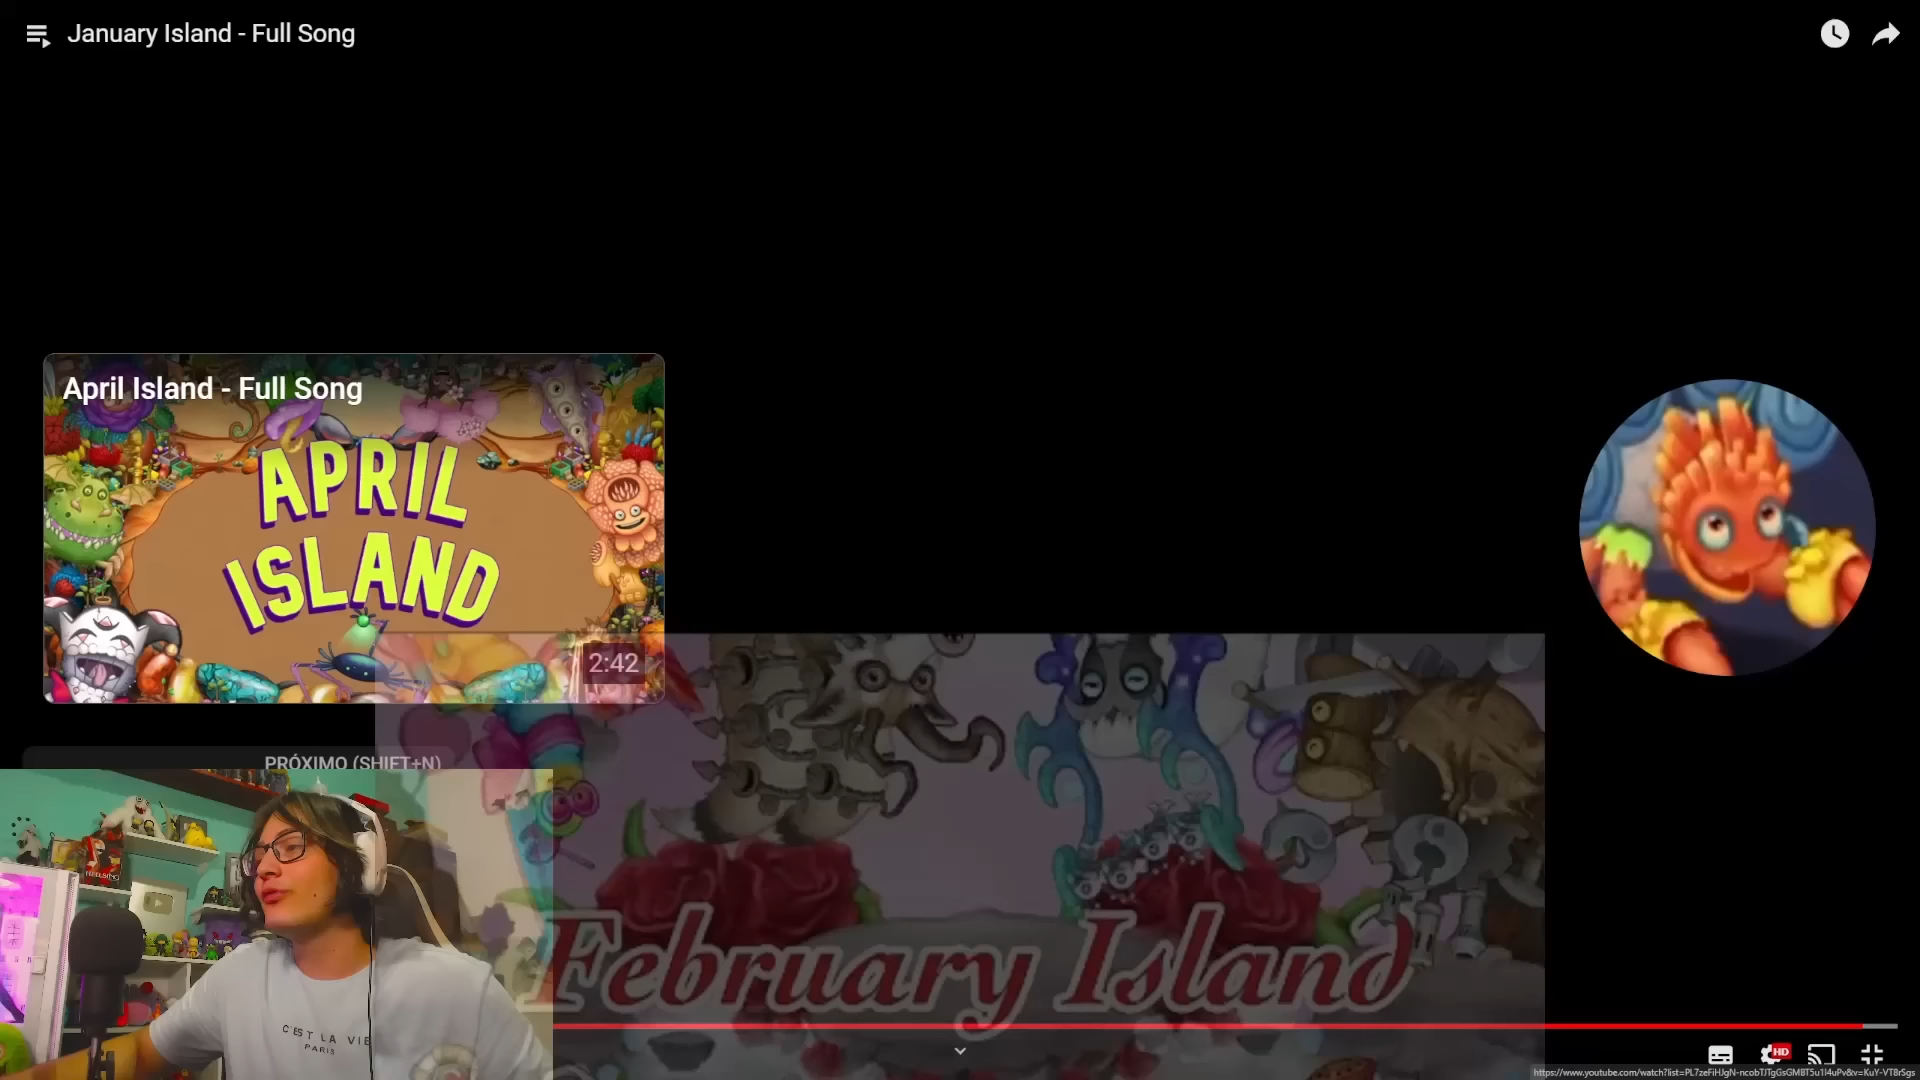 January Island - Full Song
April Island - Full Song
APRIL
ISLAND
2:42
PRÓXIMO (SHIFT+N)
February Island
C'EST LA VIE
PARIS
HD